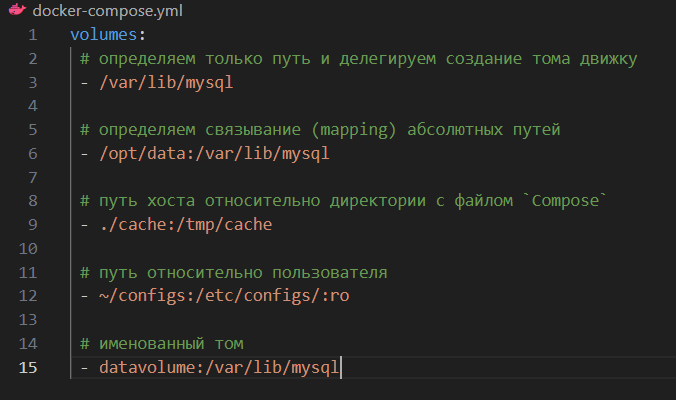 docker-compose.yml
1 volumes:
2 # определяем только путь и делегируем создание тома движку
3 - /var/lib/mysql
4
5 # определяем связывание (mapping) абсолютных путей
6 - /opt/data:/var/lib/mysql
7
8 # путь хоста относительно директории с файлом `Compose`
9 - ./cache:/tmp/cache
10
11 # путь относительно пользователя
12 - ~/configs:/etc/configs/:ro
13
14 # именованный том
15 - datavolume:/var/lib/mysql